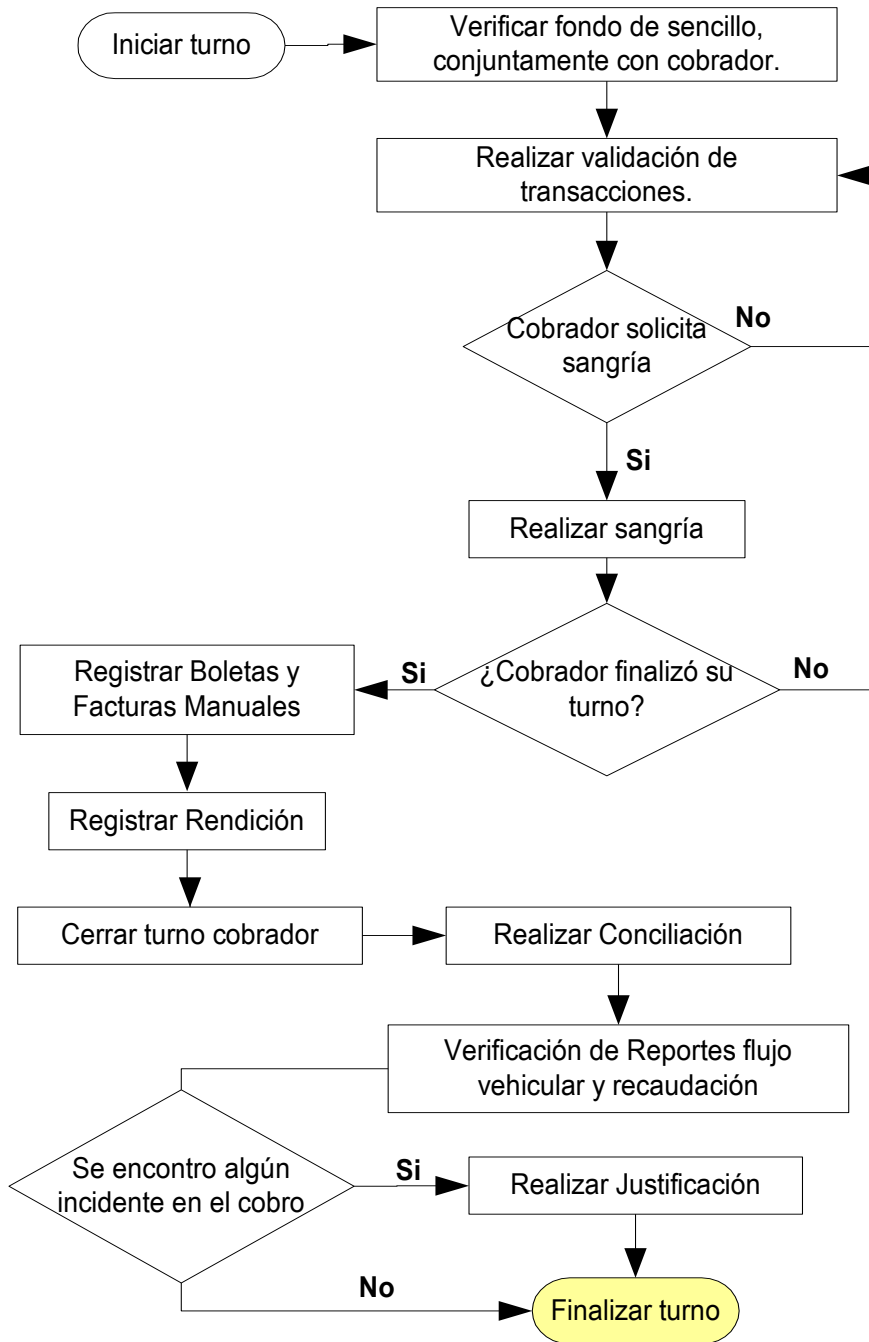 Iniciar turno
Verificar fondo de sencillo,
conjuntamente con cobrador.
Realizar validación de
transacciones.
Cobrador solicita
sangría
No
Si
Realizar sangría
¿Cobrador finalizó su
turno?
No
Si
Registrar Boletas y
Facturas Manuales
Registrar Rendición
Cerrar turno cobrador
Realizar Conciliación
Verificación de Reportes flujo
vehicular y recaudación
Se encontro algún
incidente en el cobro
Si
Realizar Justificación
No
Finalizar turno